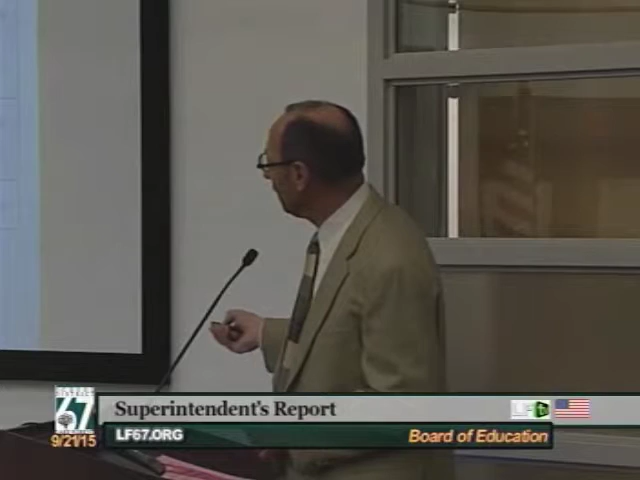 67
Superintendent's Report
9/21/15
LF67.ORG
Board of Education